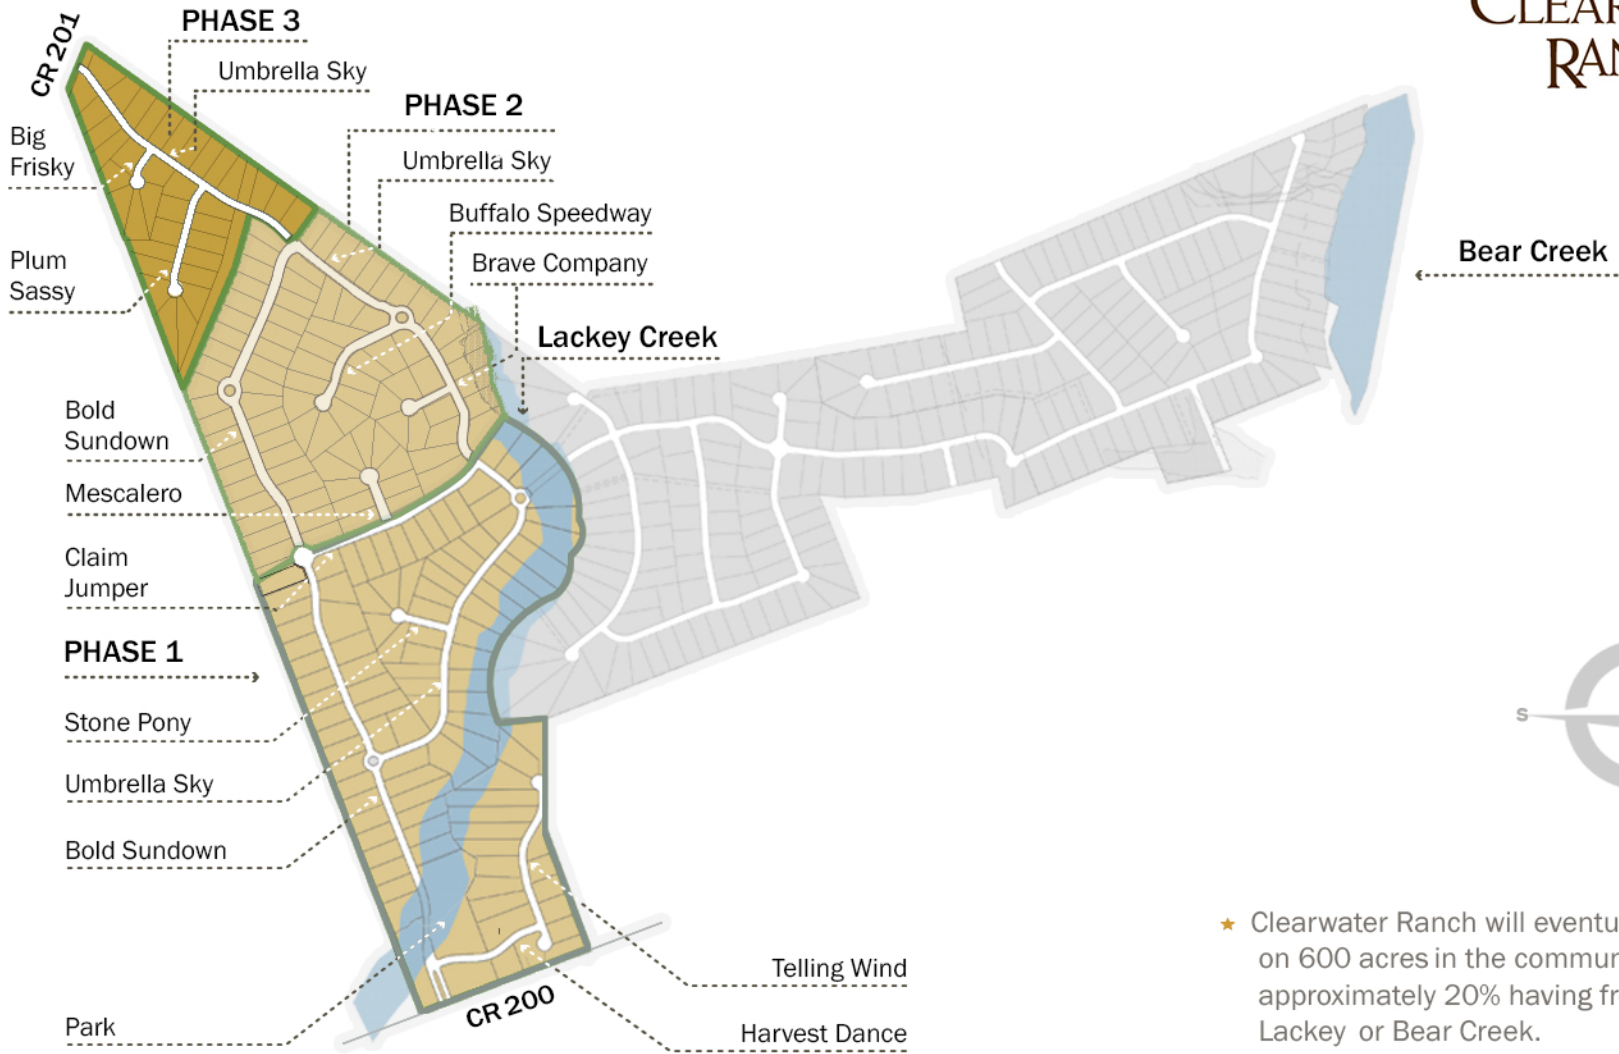 CR 201
PHASE 3
Umbrella Sky
PHASE 2
Umbrella Sky
Big
Frisky
Buffalo Speedway
Brave Company
Plum
Sassy
Bear Creek
Lackey Creek
Bold
Sundown
Mescalero
Claim
Jumper
PHASE 1
Stone Pony
S
Umbrella Sky
Bold Sundown
Clearwater Ranch will
on 600 acres in the
approximately 20% having
Lackey or Bear Creek.
Telling Wind
CR 200
Park
Harvest Dance